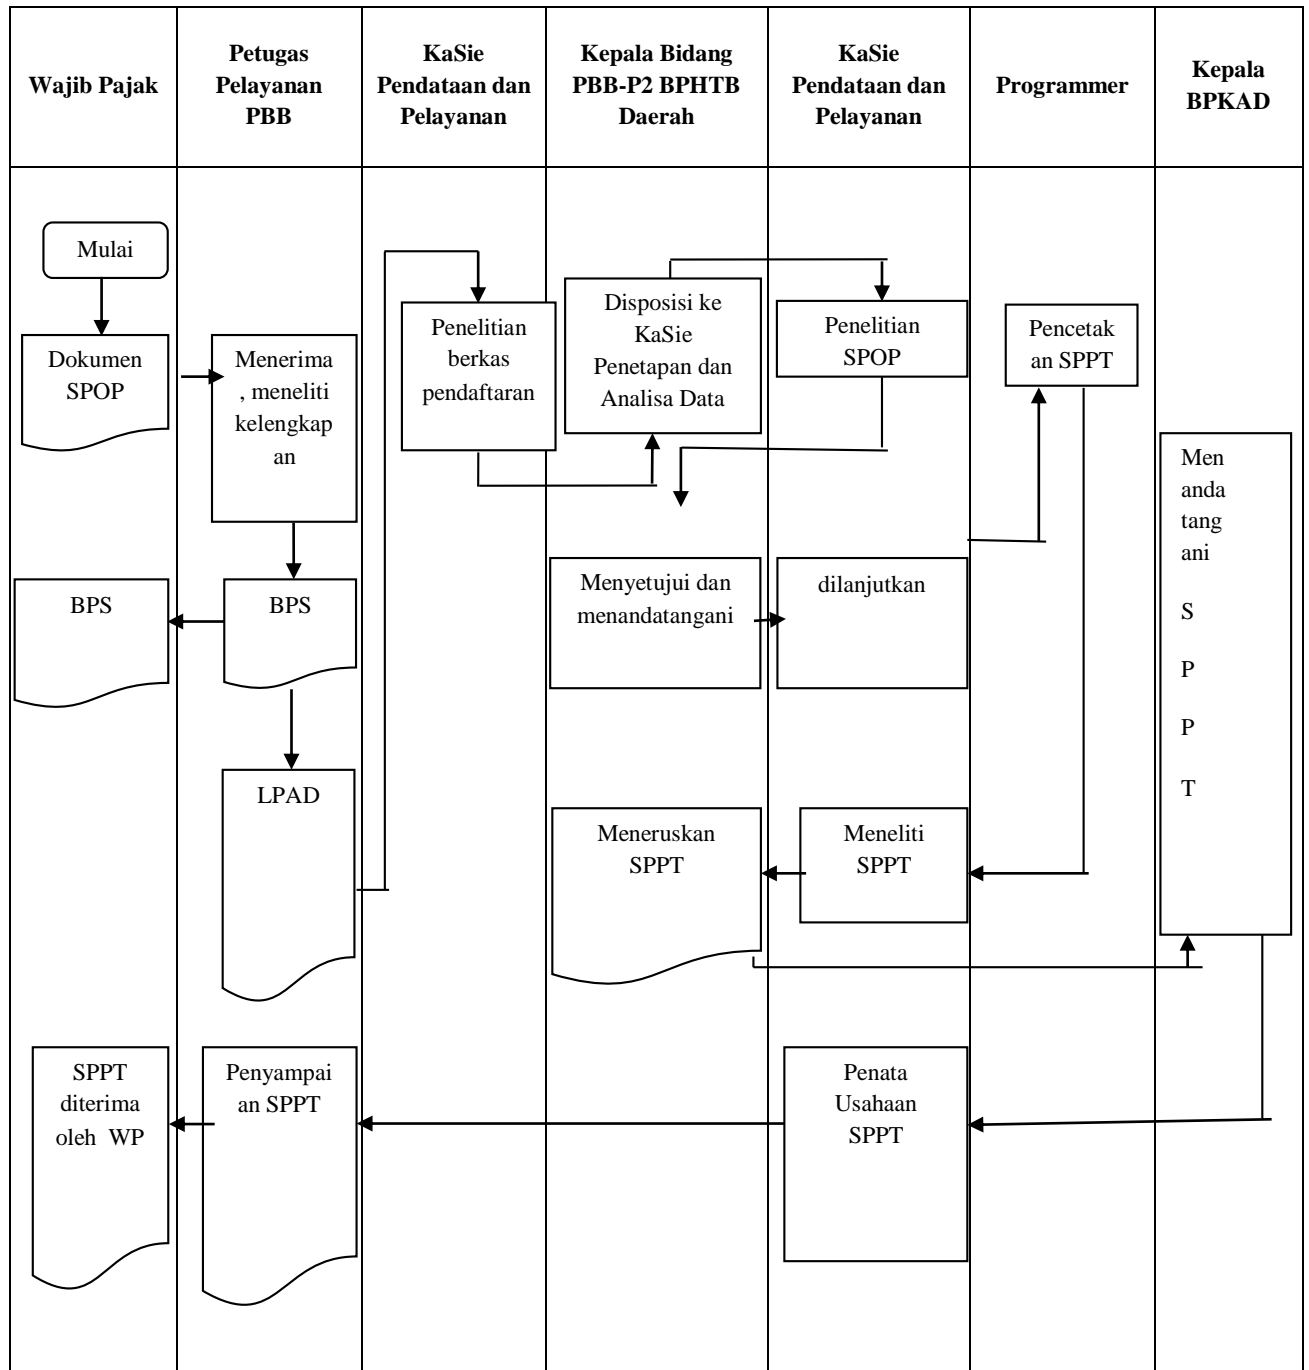 Wajib Pajak
Petugas
Pelayanan
PBB
KaSie
Pendataan dan
Pelayanan
Kepala Bidang
PBB-P2 BPHTB
Daerah
KaSie
Pendataan dan
Pelayanan
Programmer
Kepala
BPKAD
Mulai
Dokumen
SPOP
Menerima
, meneliti
kelengkap
an
Penelitian
berkas
pendaftaran
Disposisi ke
KaSie
Penetapan dan
Analisa Data
Penelitian
SPOP
Pencetak
an SPPT
Men
anda
tang
ani
S
P
P
T
BPS
BPS
Menyetujui dan
menandatangani
dilanjutkan
LPAD
Meneruskan
SPPT
Meneliti
SPPT
SPPT
diterima
oleh WP
Penyampai
an SPPT
Penata
Usahaan
SPPT